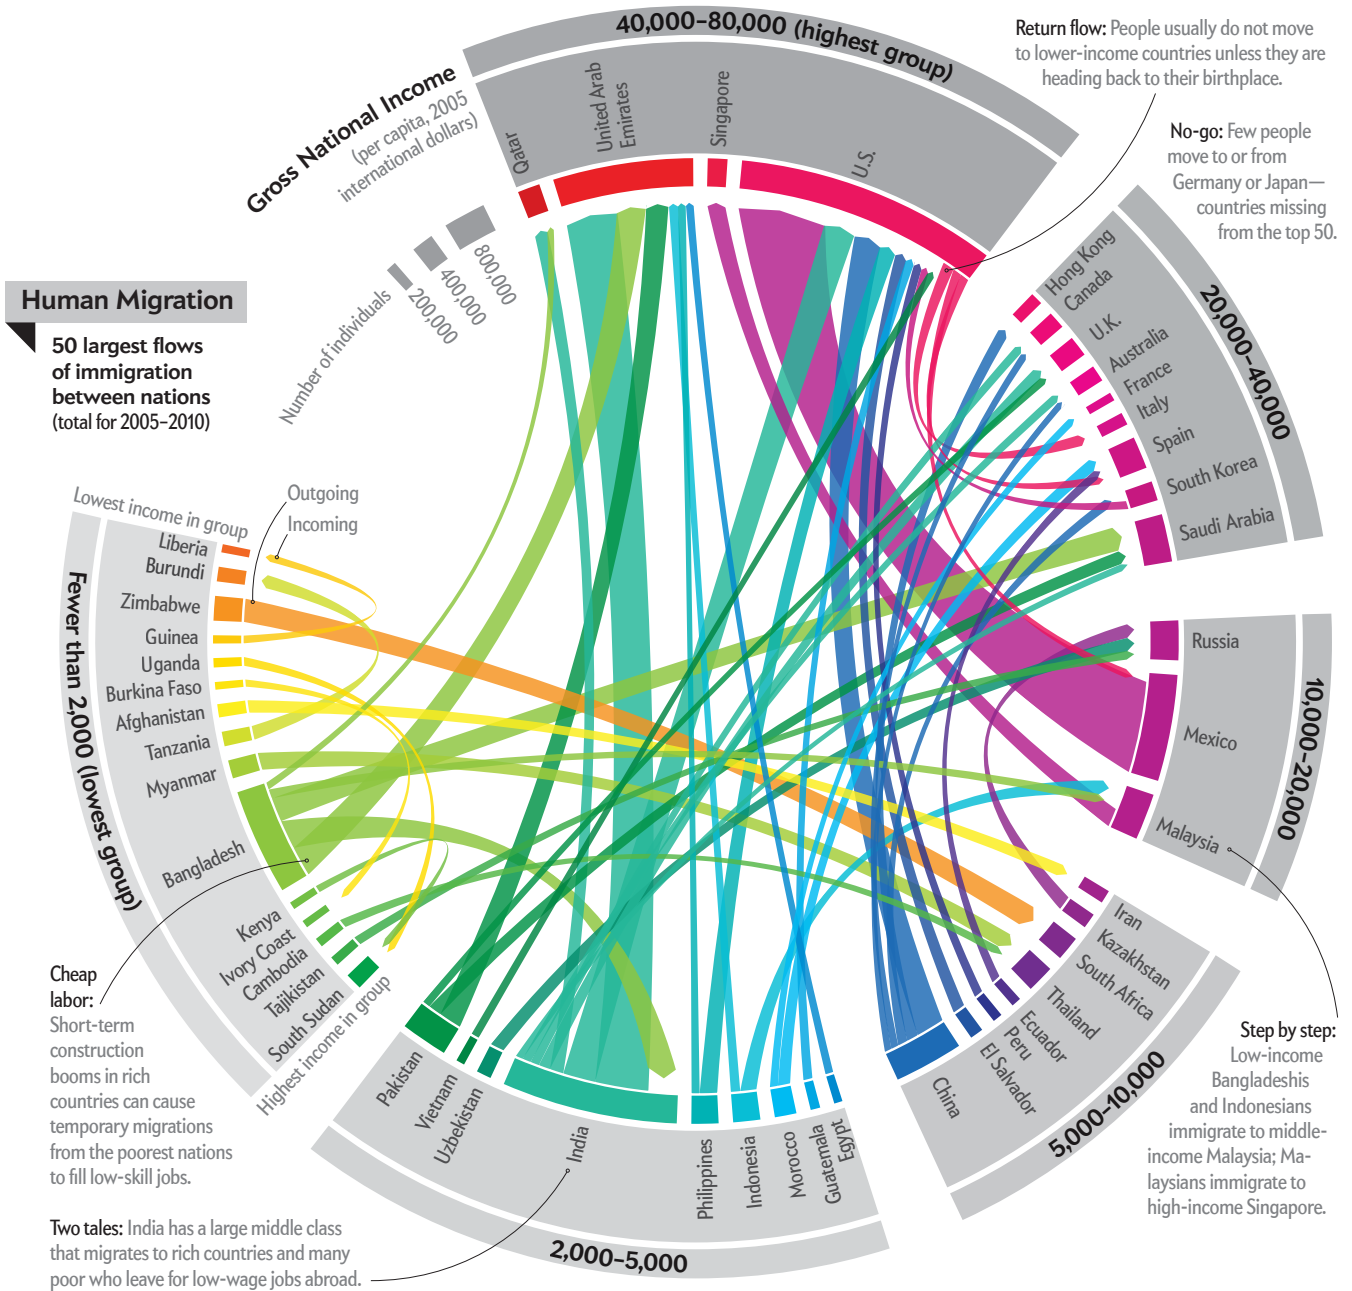 40,000–80,000 (highest group)
Gross National Income
(per capita, 2005
international dollars)
Qatar
United Arab
Emirates
Singapore
U.S.
Return flow: People usually do not move
to lower-income countries unless they are
heading back to their birthplace.
No-go: Few people
move to or from
Germany or Japan—
countries missing
from the top 50.
Number of individuals
200,000
400,000
800,000
Human Migration
50 largest flows
of immigration
between nations
(total for 2005–2010)
20,000–40,000
Hong Kong
Canada
U.K.
Australia
France
Italy
Spain
South Korea
Saudi Arabia
Outgoing
Incoming
Lowest income in group
Fewer than 2,000 (lowest group)
Liberia
Burundi
Zimbabwe
Guinea
Uganda
Burkina Faso
Afghanistan
Tanzania
Myanmar
Bangladesh
Kenya
Ivory Coast
Cambodia
Tajikistan
South Sudan
Highest income in group
10,000–20,000
Russia
Mexico
Malaysia
5,000–10,000
Iran
Kazakhstan
South Africa
Thailand
Ecuador
Peru
El Salvador
China
2,000–5,000
Pakistan
Vietnam
Uzbekistan
India
Philippines
Indonesia
Morocco
Guatemala
Egypt
Cheap
labor:
Short-term
construction
booms in rich
countries can cause
temporary migrations
from the poorest nations
to fill low-skill jobs.
Two tales: India has a large middle class
that migrates to rich countries and many
poor who leave for low-wage jobs abroad.
Step by step:
Low-income
Bangladeshis
and Indonesians
immigrate to middle-
income Malaysia; Ma-
laysians immigrate to
high-income Singapore.